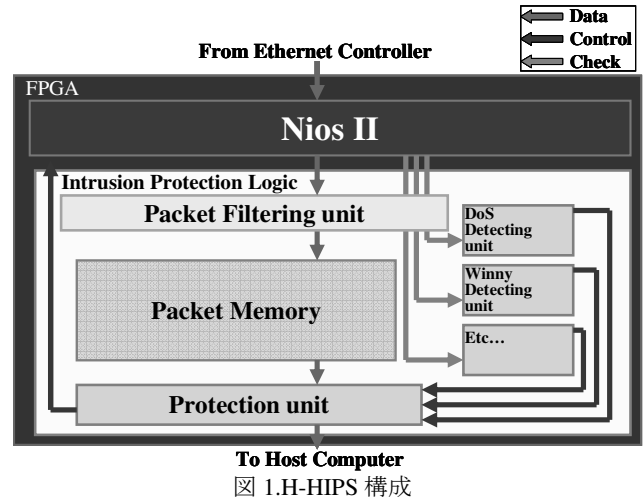 Data
Control
Check
From Ethernet Controller
FPGA
Nios II
Intrusion Protection Logic
Packet Filtering unit
DoS
Detecting
unit
Winny
Detecting
unit
Packet Memory
Etc…
Protection unit
To Host Computer
図 1.H-HIPS 構成